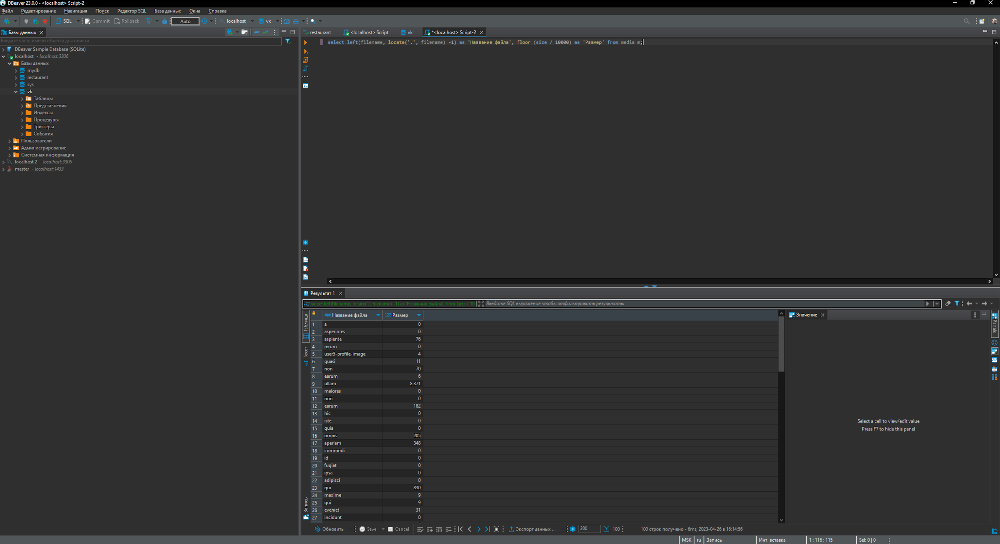 DBeaver 23.0.0 - <localhost> Script-2
Файл Редактирование Навигация Поиск Редактор SQL База данных Окна Справка
SQL Commit Rollback Auto localhost vk
Базы данных
Введите часть имени объекта для поиска
DBeaver Sample Database (SQLite)
localhost - localhost:3306
Базы данных
mydb
restaurant
sys
vk
Таблицы
Представления
Индексы
Процедуры
Триггеры
События
Пользователи
Администрирование
Системная информация
localhost 2 - localhost:3306
master - localhost:1433
restaurant <localhost> Script vk *<localhost> Script-2
select left(filename, locate('.', filename) -1) as 'Название файла', floor (size / 10000) as 'Размер' from media m;
Результат 1
select left(filename, locate('.', filename) -1) as 'Название файла', floor (size / 10
Введите SQL выражение чтобы отфильтровать результаты
Таблица
Текст
Запись
ABC Название файла 123 Размер
1 a 0
2 asperiores 0
3 sapiente 76
4 rerum 0
5 user5-profile-image 4
6 quasi 11
7 non 70
8 earum 6
9 ullam 8 371
10 maiores 0
11 non 0
12 earum 182
13 hic 0
14 iste 0
15 quia 0
16 omnis 205
17 aperiam 348
18 commodi 0
19 id 0
20 fugiat 0
21 ipsa 0
22 adipisci 0
23 qui 830
24 maxime 9
25 qui 9
26 eveniet 31
27 incidunt 0
Значение
Select a cell to view/edit value
Press F7 to hide this panel
Panels
Обновить Save Cancel Экспорт данных ... 200 100 100 строк получено - 6ms, 2023-04-26 в 16:14:56
MSK ru Запись Инт. вставка 1 : 116 : 115 Sel: 0 | 0